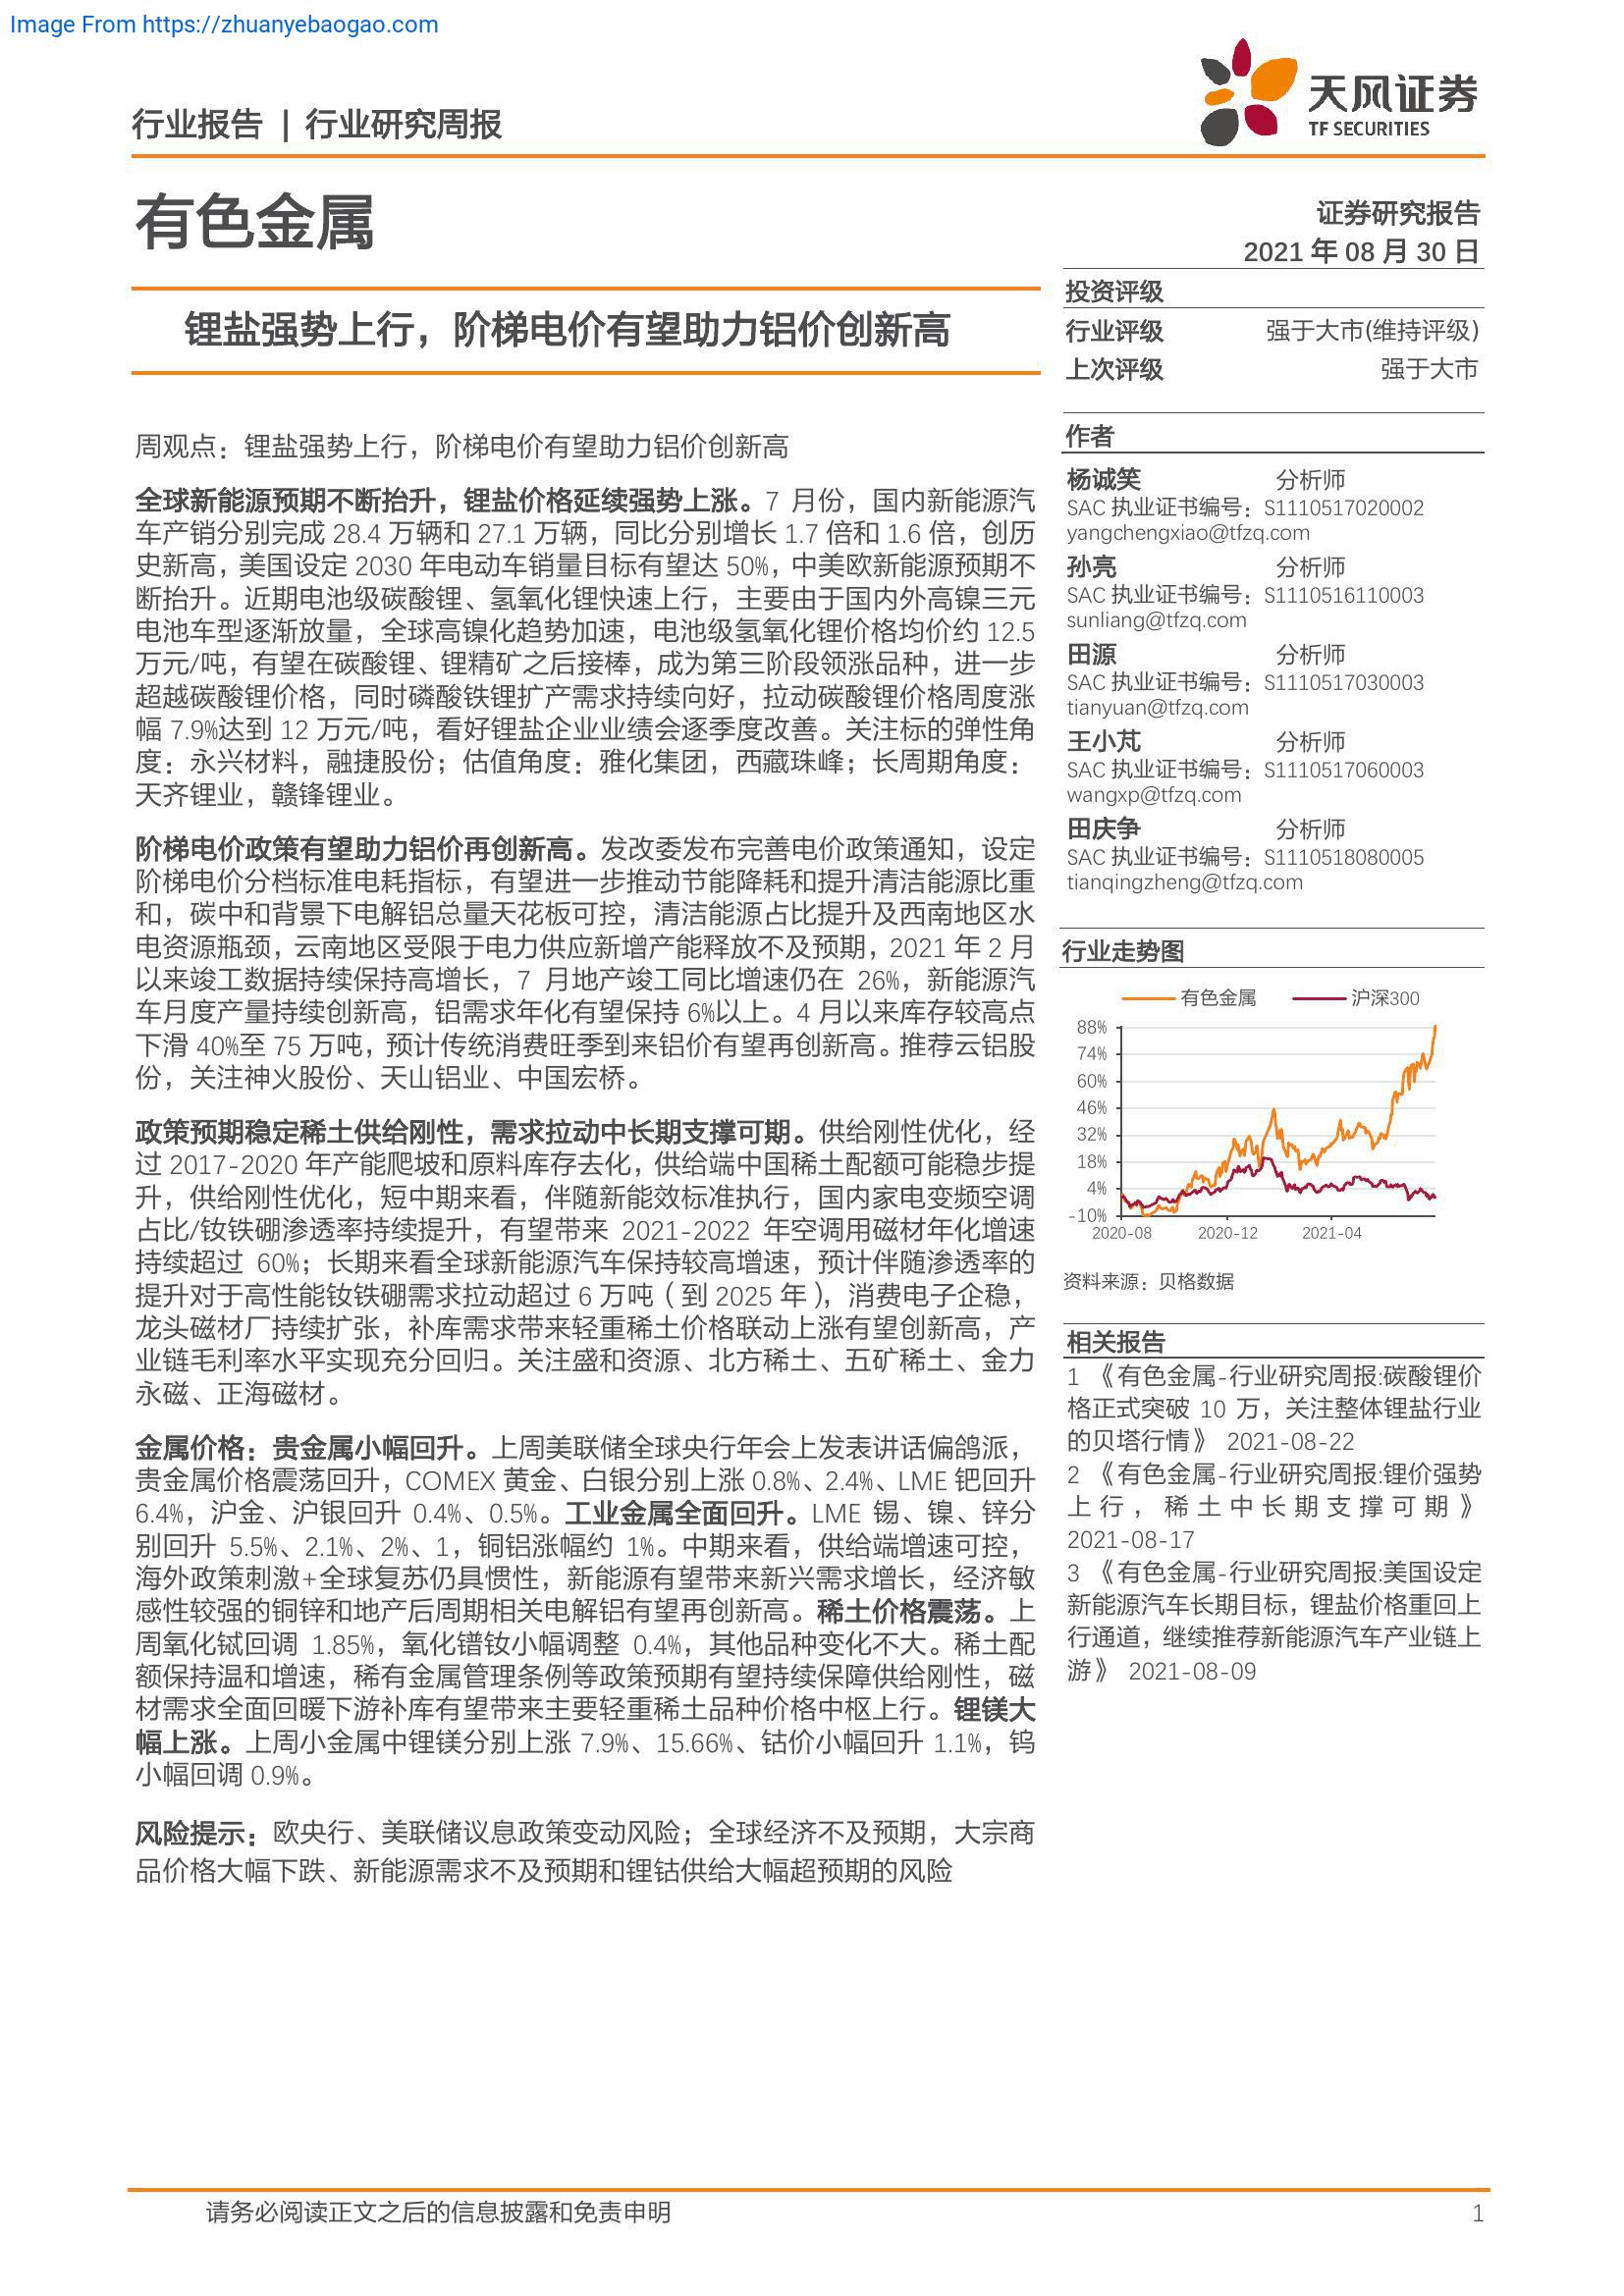 Image From https://zhuanyebaogao.com
行业报告 | 行业研究周报
天风证券
TF SECURITIES
有色金属
证券研究报告
2021 年 08 月 30 日
锂盐强势上行，阶梯电价有望助力铝价创新高
投资评级
行业评级 强于大市(维持评级)
上次评级 强于大市
周观点：锂盐强势上行，阶梯电价有望助力铝价创新高
全球新能源预期不断抬升，锂盐价格延续强势上涨。7 月份，国内新能源汽
车产销分别完成 28.4 万辆和 27.1 万辆，同比分别增长 1.7 倍和 1.6 倍，创历
史新高，美国设定 2030 年电动车销量目标有望达 50%，中美欧新能源预期不
断抬升。近期电池级碳酸锂、氢氧化锂快速上行，主要由于国内外高镍三元
电池车型逐渐放量，全球高镍化趋势加速，电池级氢氧化锂价格均价约 12.5
万元/吨，有望在碳酸锂、锂精矿之后接棒，成为第三阶段领涨品种，进一步
超越碳酸锂价格，同时磷酸铁锂扩产需求持续向好，拉动碳酸锂价格周度涨
幅 7.9%达到 12 万元/吨，看好锂盐企业业绩会逐季度改善。关注标的弹性角
度：永兴材料，融捷股份；估值角度：雅化集团，西藏珠峰；长周期角度：
天齐锂业，赣锋锂业。
阶梯电价政策有望助力铝价再创新高。发改委发布完善电价政策通知，设定
阶梯电价分档标准电耗指标，有望进一步推动节能降耗和提升清洁能源比重
和，碳中和背景下电解铝总量天花板可控，清洁能源占比提升及西南地区水
电资源瓶颈，云南地区受限于电力供应新增产能释放不及预期，2021 年 2 月
以来竣工数据持续保持高增长，7 月地产竣工同比增速仍在 26%，新能源汽
车月度产量持续创新高，铝需求年化有望保持 6%以上。4 月以来库存较高点
下滑 40%至 75 万吨，预计传统消费旺季到来铝价有望再创新高。推荐云铝股
份，关注神火股份、天山铝业、中国宏桥。
政策预期稳定稀土供给刚性，需求拉动中长期支撑可期。供给刚性优化，经
过 2017-2020 年产能爬坡和原料库存去化，供给端中国稀土配额可能稳步提
升，供给刚性优化，短中期来看，伴随新能效标准执行，国内家电变频空调
占比/钕铁硼渗透率持续提升，有望带来 2021-2022 年空调用磁材年化增速
持续超过 60%；长期来看全球新能源汽车保持较高增速，预计伴随渗透率的
提升对于高性能钕铁硼需求拉动超过 6 万吨（到 2025 年），消费电子企稳，
龙头磁材厂持续扩张，补库需求带来轻重稀土价格联动上涨有望创新高，产
业链毛利率水平实现充分回归。关注盛和资源、北方稀土、五矿稀土、金力
永磁、正海磁材。
金属价格：贵金属小幅回升。上周美联储全球央行年会上发表讲话偏鸽派，
贵金属价格震荡回升，COMEX 黄金、白银分别上涨 0.8%、2.4%、LME 钯回升
6.4%，沪金、沪银回升 0.4%、0.5%。工业金属全面回升。LME 锡、镍、锌分
别回升 5.5%、2.1%、2%、1，铜铝涨幅约 1%。中期来看，供给端增速可控，
海外政策刺激+全球复苏仍具惯性，新能源有望带来新兴需求增长，经济敏
感性较强的铜锌和地产后周期相关电解铝有望再创新高。稀土价格震荡。上
周氧化铽回调 1.85%，氧化镨钕小幅调整 0.4%，其他品种变化不大。稀土配
额保持温和增速，稀有金属管理条例等政策预期有望持续保障供给刚性，磁
材需求全面回暖下游补库有望带来主要轻重稀土品种价格中枢上行。锂镁大
幅上涨。上周小金属中锂镁分别上涨 7.9%、15.66%、钴价小幅回升 1.1%，钨
小幅回调 0.9%。
风险提示：欧央行、美联储议息政策变动风险；全球经济不及预期，大宗商
品价格大幅下跌、新能源需求不及预期和锂钴供给大幅超预期的风险
作者
杨诚笑 分析师
SAC 执业证书编号：S1110517020002
yangchengxiao@tfzq.com
孙亮 分析师
SAC 执业证书编号：S1110516110003
sunliang@tfzq.com
田源 分析师
SAC 执业证书编号：S1110517030003
tianyuan@tfzq.com
王小芃 分析师
SAC 执业证书编号：S1110517060003
wangxp@tfzq.com
田庆争 分析师
SAC 执业证书编号：S1110518080005
tianqingzheng@tfzq.com
行业走势图
有色金属 沪深300
88%
74%
60%
46%
32%
18%
4%
-10%
2020-08 2020-12 2021-04
资料来源：贝格数据
相关报告
1 《有色金属-行业研究周报:碳酸锂价
格正式突破 10 万，关注整体锂盐行业
的贝塔行情》 2021-08-22
2 《有色金属-行业研究周报:锂价强势
上行，稀土中长期支撑可期》
2021-08-17
3 《有色金属-行业研究周报:美国设定
新能源汽车长期目标，锂盐价格重回上
行通道，继续推荐新能源汽车产业链上
游》 2021-08-09
请务必阅读正文之后的信息披露和免责申明 1